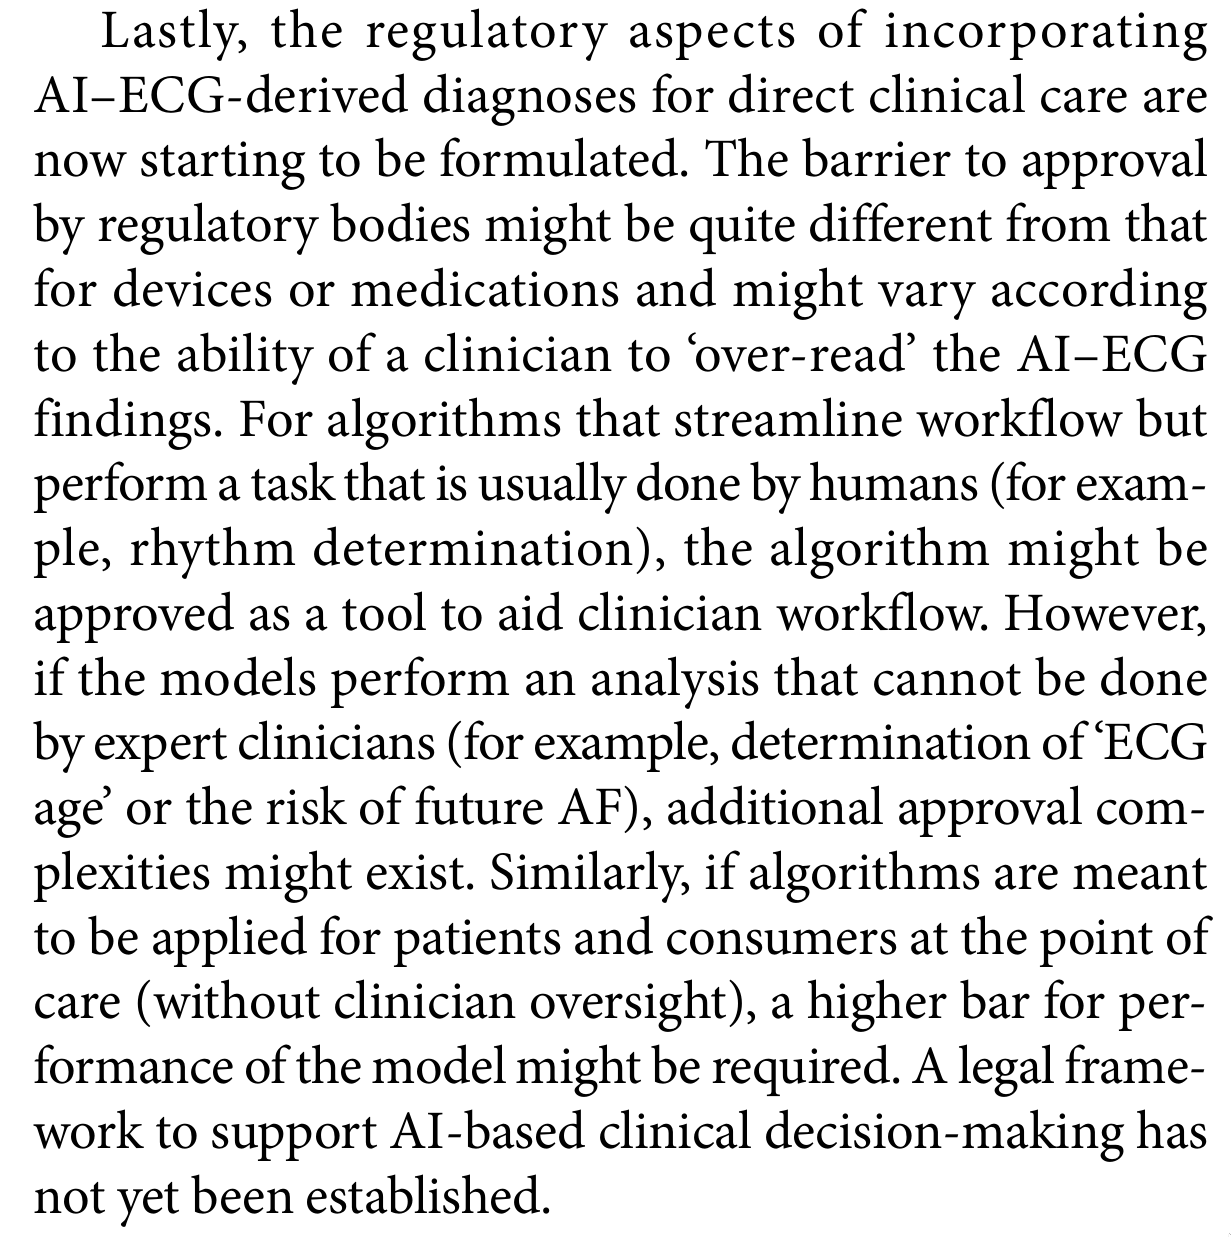 Lastly, the regulatory aspects of incorporating
AI–ECG-derived diagnoses for direct clinical care are
now starting to be formulated. The barrier to approval
by regulatory bodies might be quite different from that
for devices or medications and might vary according
to the ability of a clinician to ‘over-read’ the AI–ECG
findings. For algorithms that streamline workflow but
perform a task that is usually done by humans (for exam-
ple, rhythm determination), the algorithm might be
approved as a tool to aid clinician workflow. However,
if the models perform an analysis that cannot be done
by expert clinicians (for example, determination of ‘ECG
age’ or the risk of future AF), additional approval com-
plexities might exist. Similarly, if algorithms are meant
to be applied for patients and consumers at the point of
care (without clinician oversight), a higher bar for per-
formance of the model might be required. A legal frame-
work to support AI-based clinical decision-making has
not yet been established.